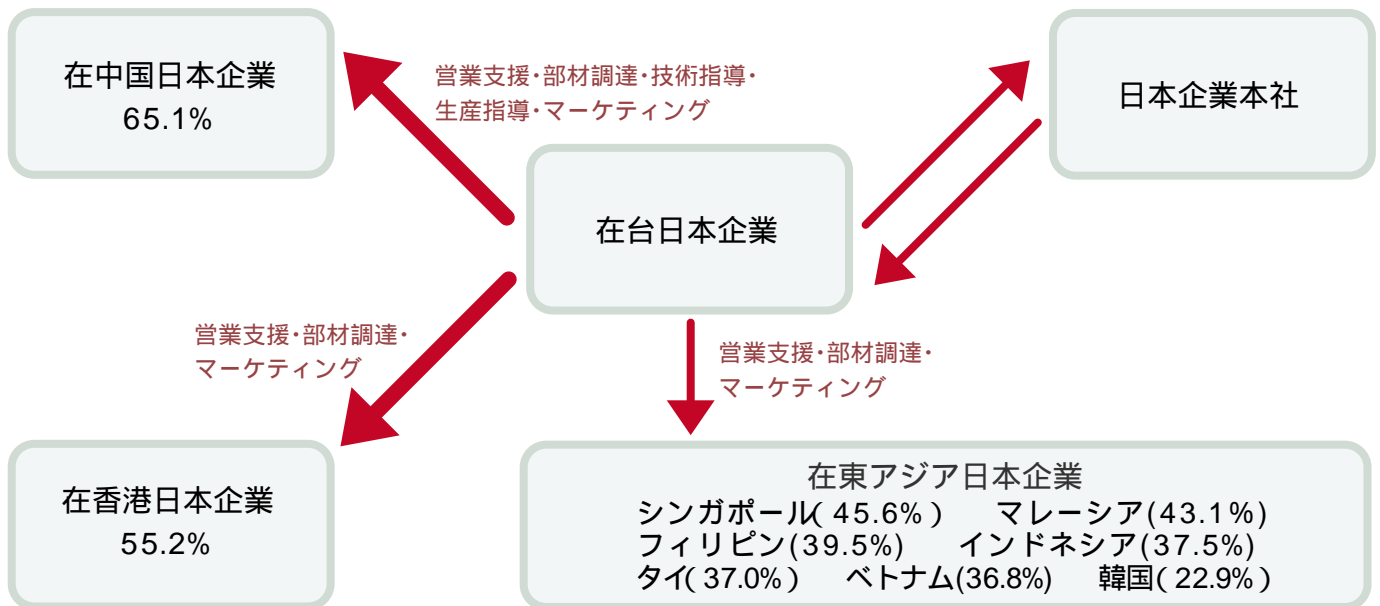 在中国日本企業
65.1%
営業支援・部材調達・技術指導・
生産指導・マーケティング
日本企業本社
在台日本企業
営業支援・部材調達・
マーケティング
営業支援・部材調達・
マーケティング
在香港日本企業
55.2%
在東アジア日本企業
シンガポール(45.6%) マレーシア(43.1%)
フィリピン(39.5%) インドネシア(37.5%)
タイ(37.0%) ベトナム(36.8%) 韓国(22.9%)